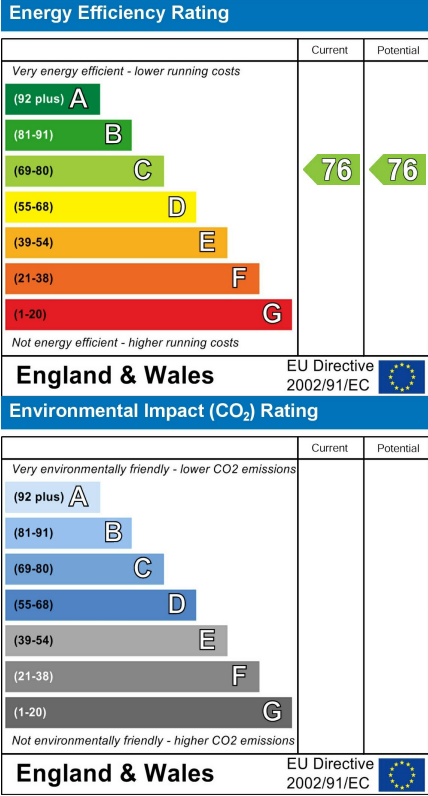 Energy Efficiency Rating
Current Potential
Very energy efficient - lower running costs
(92 plus) A
(81-91) B
(69-80) C 76 76
(55-68) D
(39-54) E
(21-38) F
(1-20) G
Not energy efficient - higher running costs
England & Wales
EU Directive
2002/91/EC
Environmental Impact (CO₂) Rating
Current Potential
Very environmentally friendly - lower CO2 emissions
(92 plus) A
(81-91) B
(69-80) C
(55-68) D
(39-54) E
(21-38) F
(1-20) G
Not environmentally friendly - higher CO2 emissions
England & Wales
EU Directive
2002/91/EC